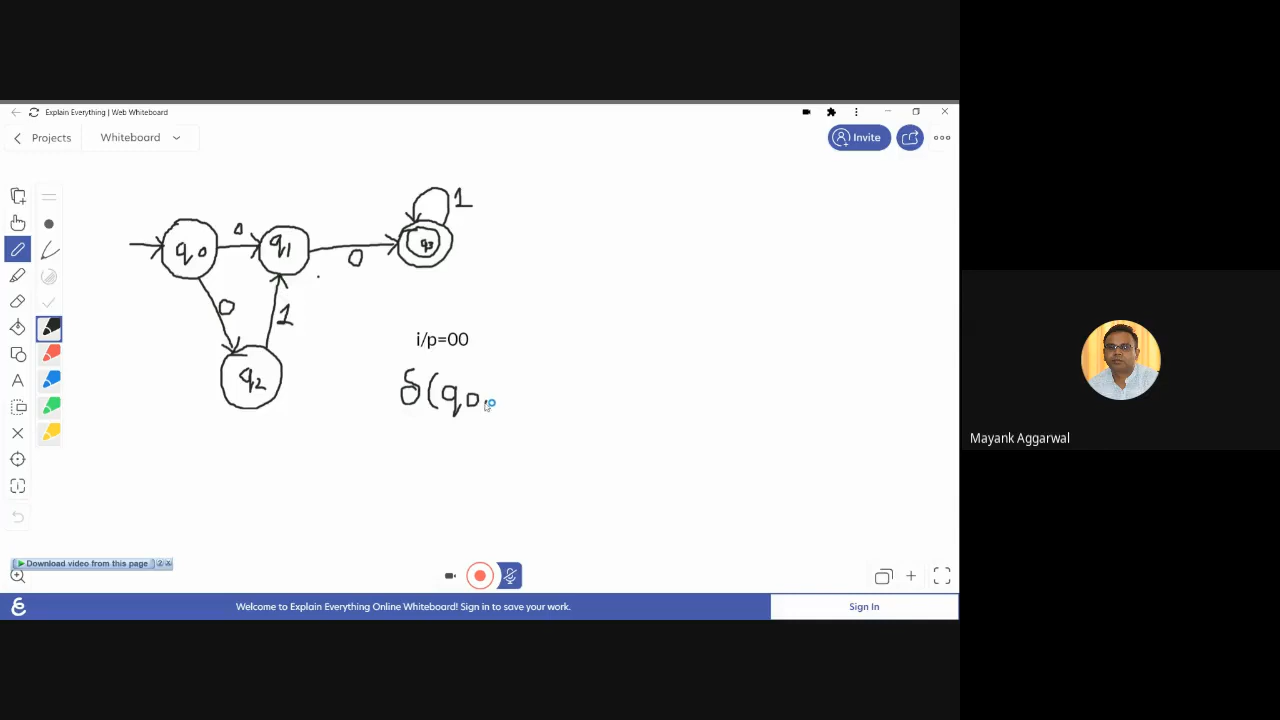 Explain Everything | Web Whiteboard
Projects
Whiteboard
Invite
1
q0
0
q1
0
q3
0
1
q2
i/p=00
δ(q0,
Mayank Aggarwal
Download video from this page
Welcome to Explain Everything Online Whiteboard! Sign in to save your work.
Sign In